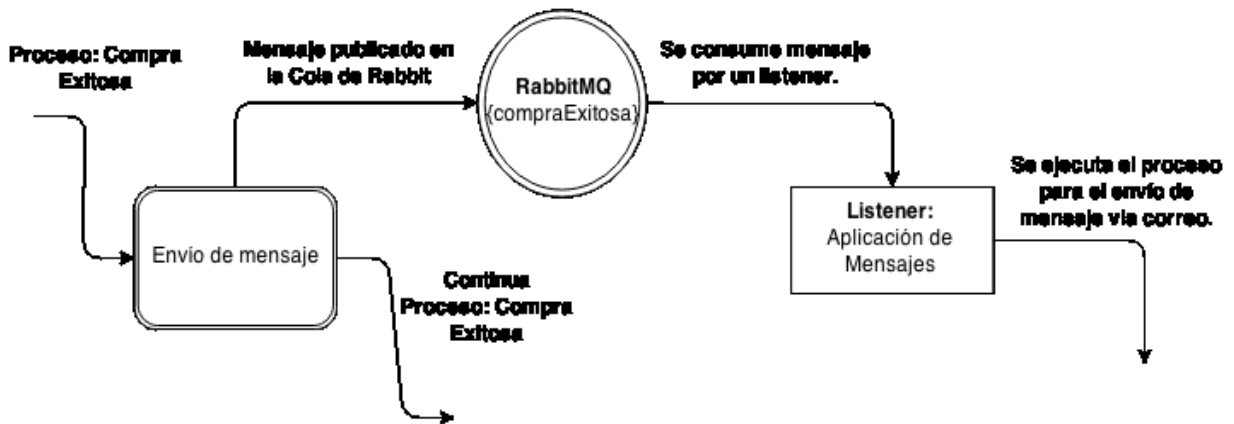 Proceso: Compra
Exitosa
Mensaje publicado en
la Cola de Rabbit
RabbitMQ
{compraExitosa}
Se consume mensaje
por un listener.
Envío de mensaje
Continua
Proceso: Compra
Exitosa
Listener:
Aplicación de
Mensajes
Se ejecuta el proceso
para el envío de
mensaje via correo.